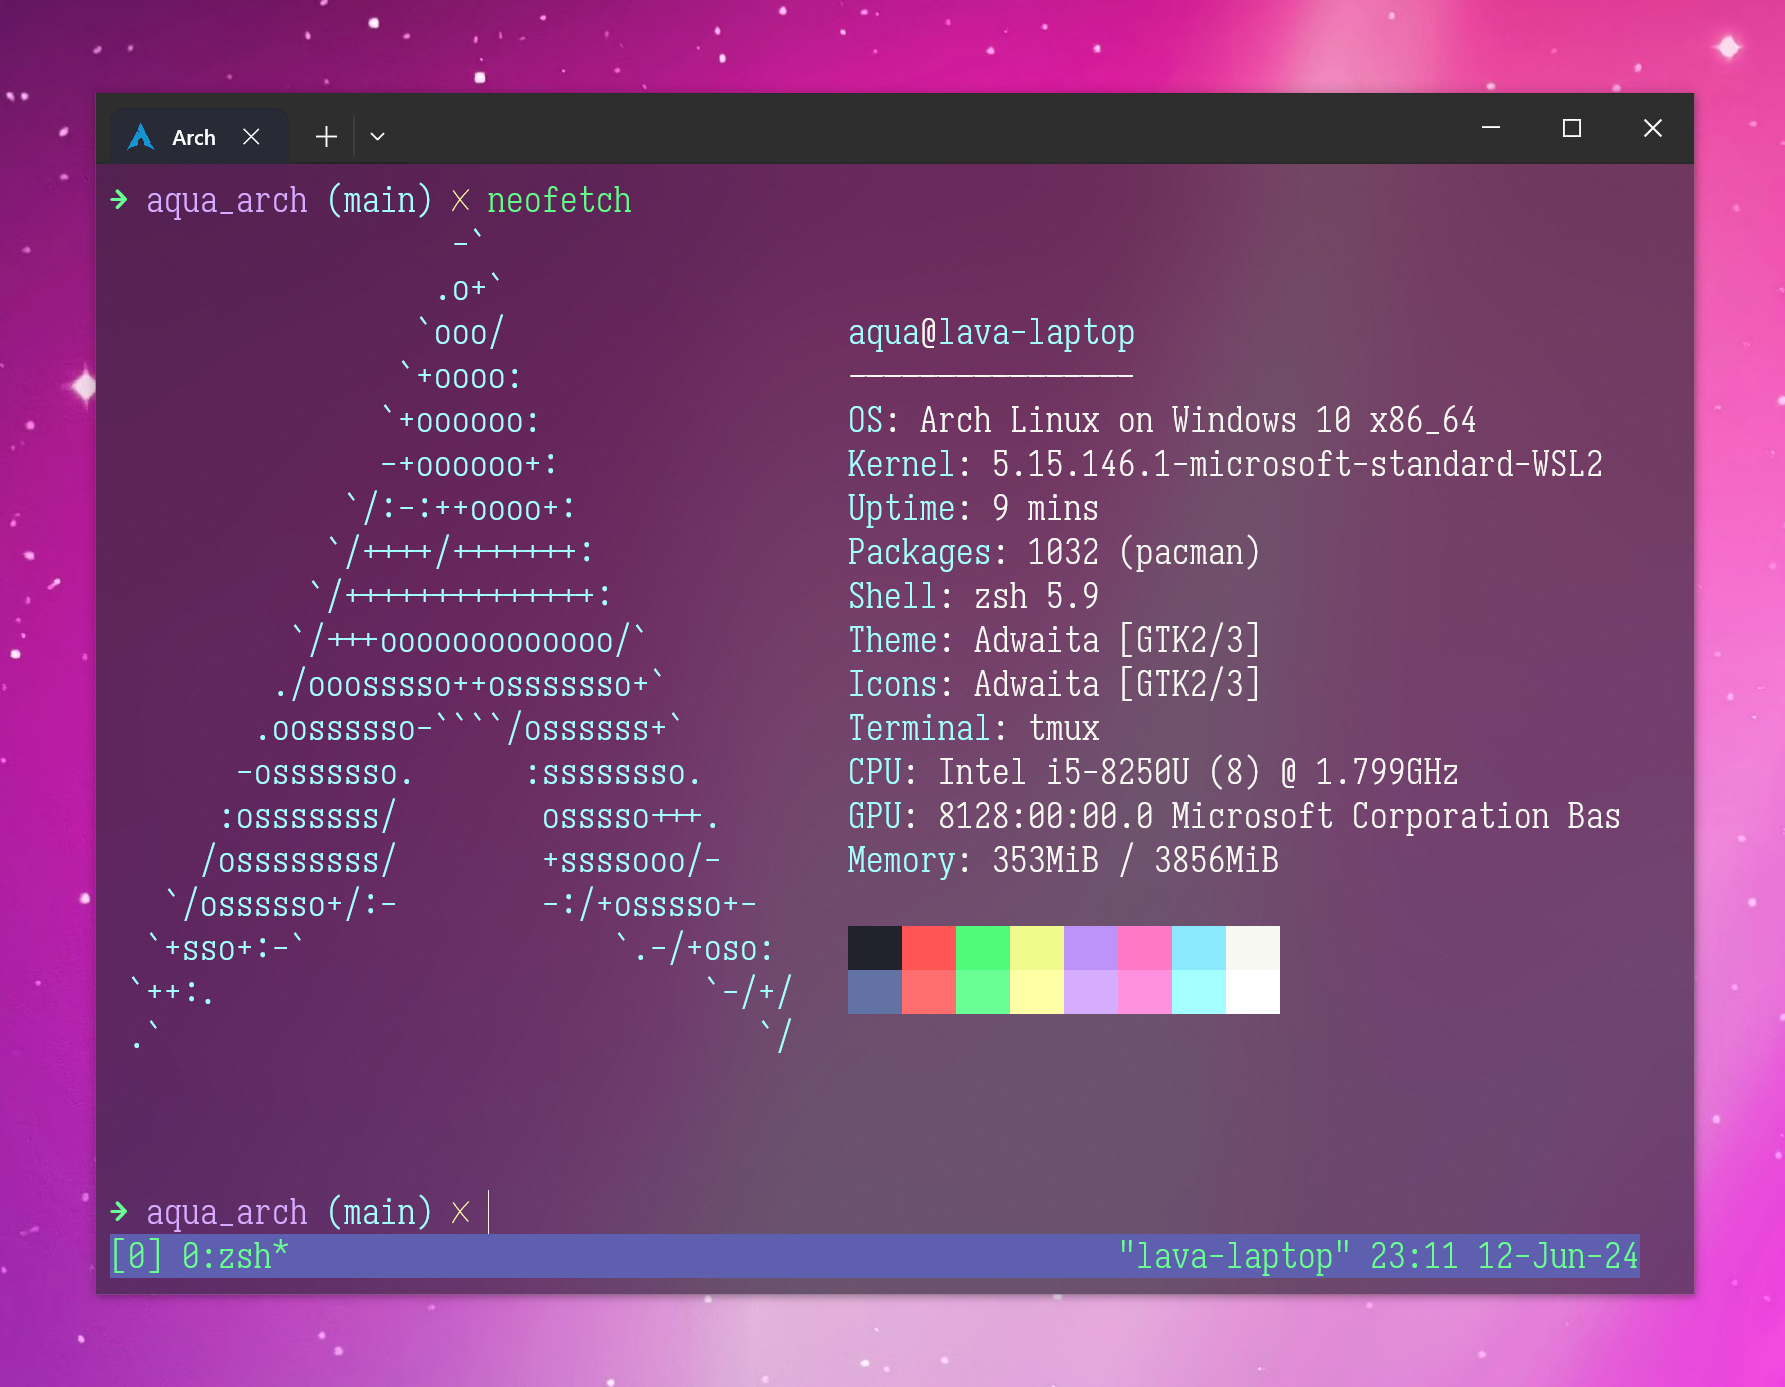 Arch
➜ aqua_arch (main) ✗ neofetch
                   -`
                  .o+`
                 `ooo/
                `+oooo:
               `+oooooo:
               -+oooooo+:
             `/:-:++oooo+:
            `/++++/+++++++:
           `/++++++++++++++:
          `/+++ooooooooooooo/`
         ./ooosssso++osssssso+`
        .oossssso-````/ossssss+`
       -osssssso.      :ssssssso.
      :osssssss/        osssso+++.
     /ossssssss/        +ssssooo/-
   `/ossssso+/:-        -:/+osssso+-
  `+sso+:-`                 `.-/+oso:
 `++:.                           `-/+/
 .`                                 `/
aqua@lava-laptop
----------------
OS: Arch Linux on Windows 10 x86_64
Kernel: 5.15.146.1-microsoft-standard-WSL2
Uptime: 9 mins
Packages: 1032 (pacman)
Shell: zsh 5.9
Theme: Adwaita [GTK2/3]
Icons: Adwaita [GTK2/3]
Terminal: tmux
CPU: Intel i5-8250U (8) @ 1.799GHz
GPU: 8128:00:00.0 Microsoft Corporation Bas
Memory: 353MiB / 3856MiB
➜ aqua_arch (main) ✗
[0] 0:zsh* "lava-laptop" 23:11 12-Jun-24